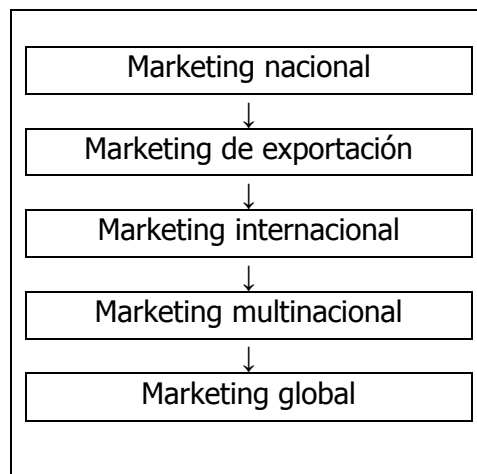 Marketing nacional
↓
Marketing de exportación
↓
Marketing internacional
↓
Marketing multinacional
↓
Marketing global